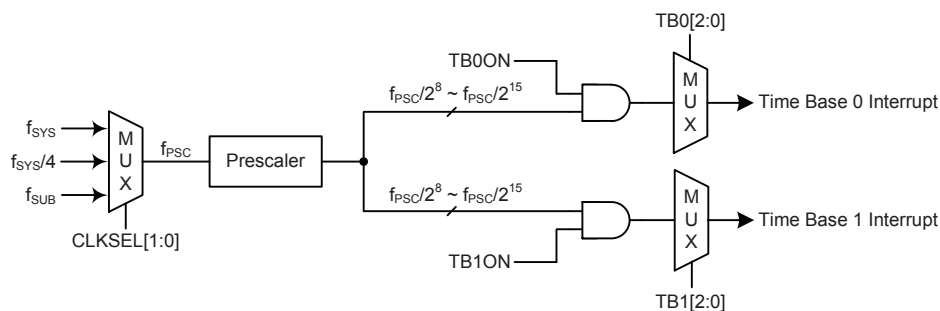 TB0[2:0]
TB0ON
fPSC/2^8 ~ fPSC/2^15
M
U
X
Time Base 0 Interrupt
fSYS
fSYS/4
fSUB
M
U
X
CLKSEL[1:0]
fPSC
Prescaler
fPSC/2^8 ~ fPSC/2^15
TB1ON
M
U
X
Time Base 1 Interrupt
TB1[2:0]